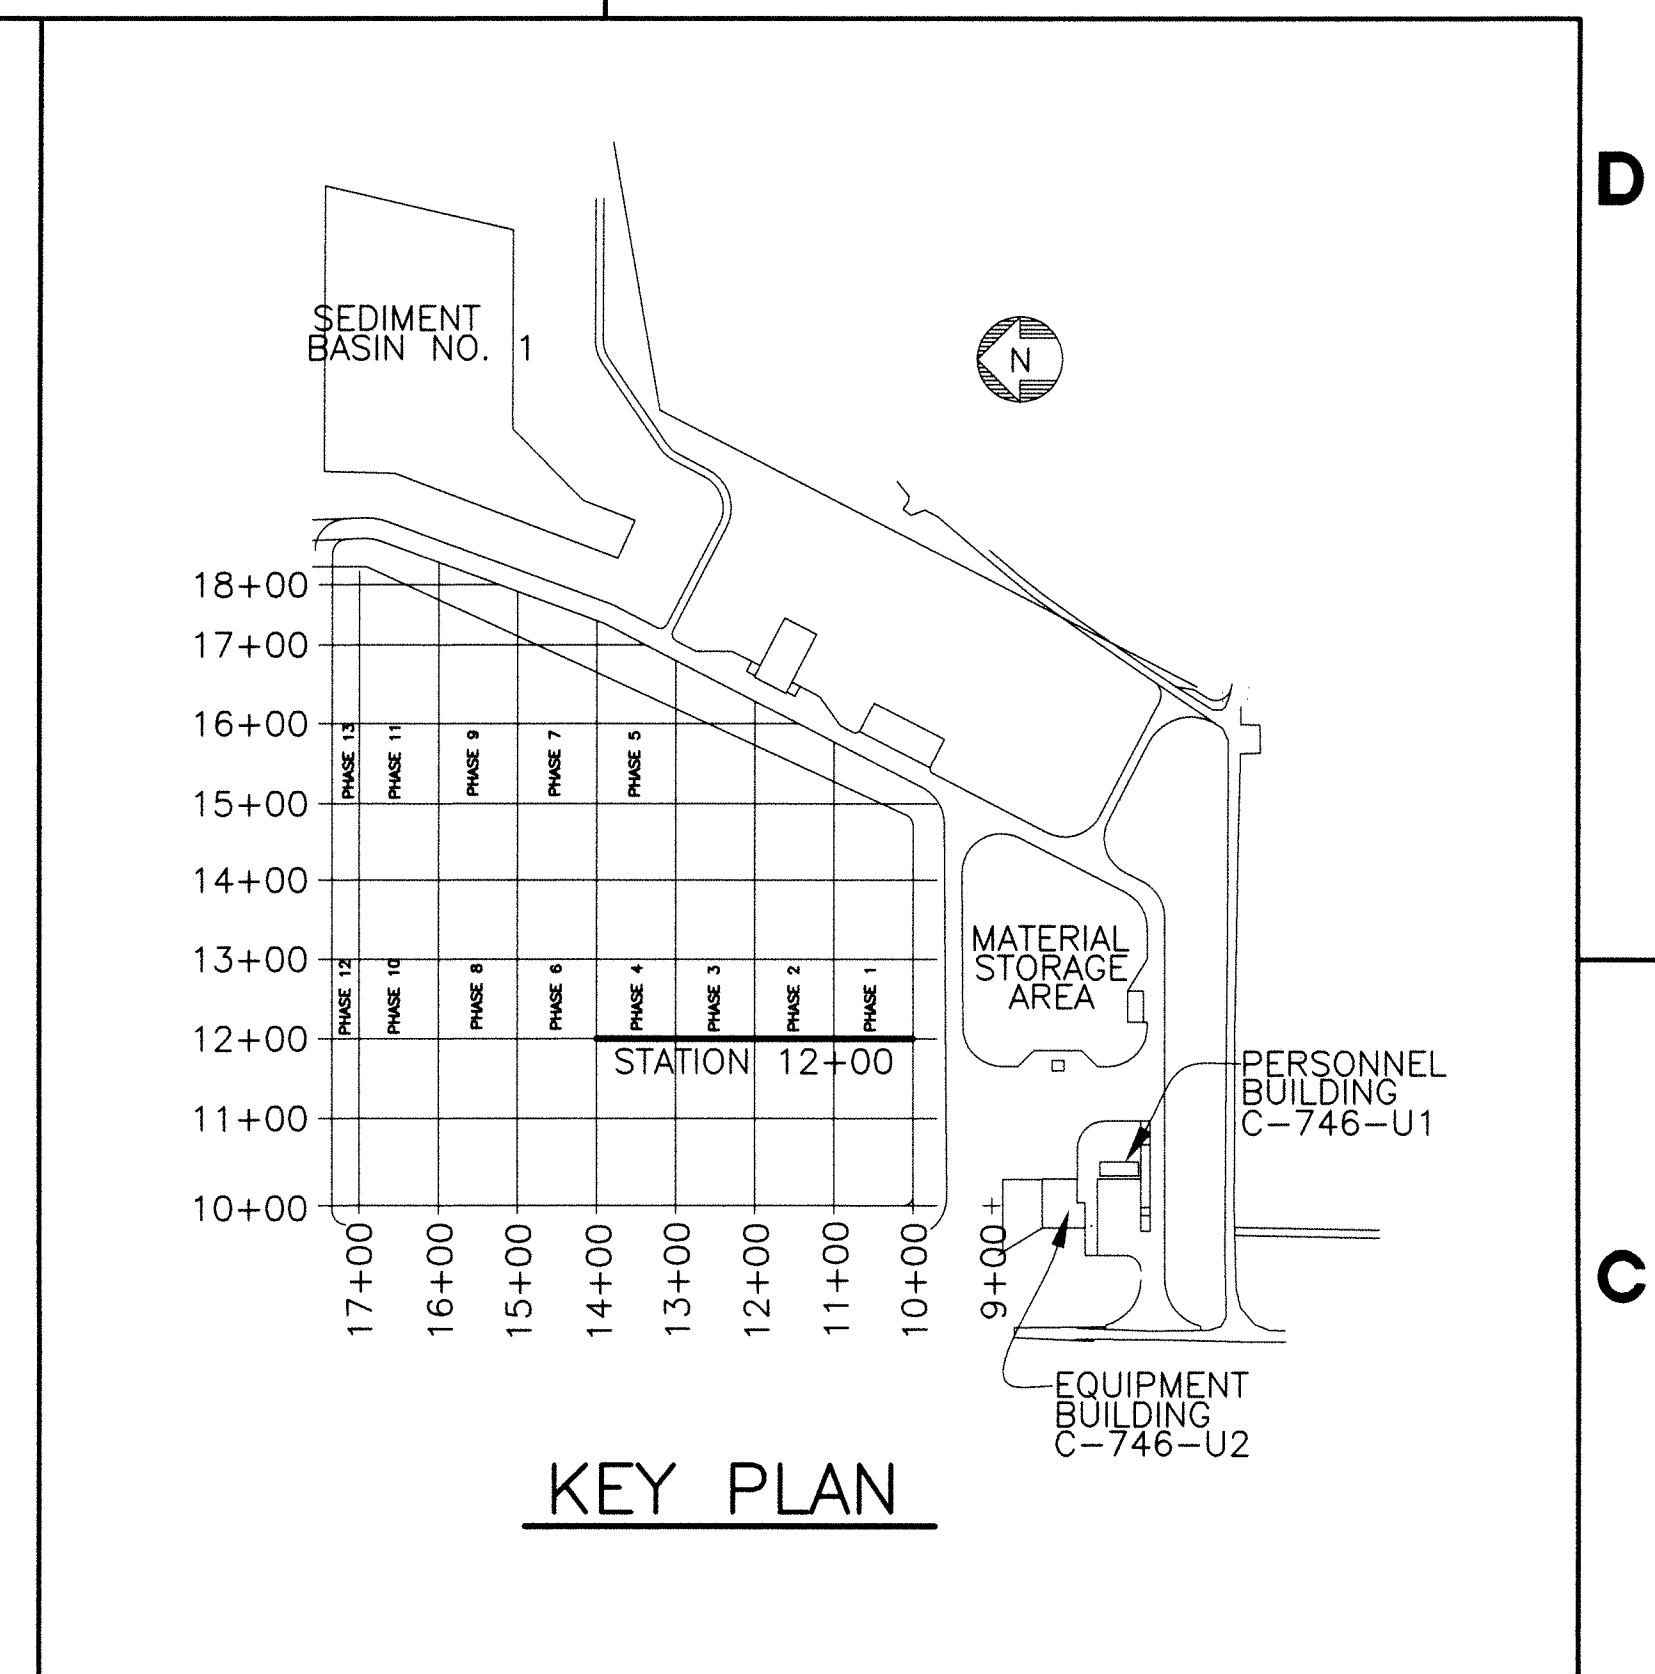 D
SEDIMENT
BASIN NO. 1
N
18+00
17+00
16+00
15+00
14+00
13+00
12+00
11+00
10+00
PHASE 13
PHASE 11
PHASE 9
PHASE 7
PHASE 5
PHASE 12
PHASE 10
PHASE 8
PHASE 6
PHASE 4
PHASE 3
PHASE 2
PHASE 1
STATION 12+00
MATERIAL
STORAGE
AREA
PERSONNEL
BUILDING
C-746-U1
17+00
16+00
15+00
14+00
13+00
12+00
11+00
10+00
9+00
C
EQUIPMENT
BUILDING
C-746-U2
KEY PLAN